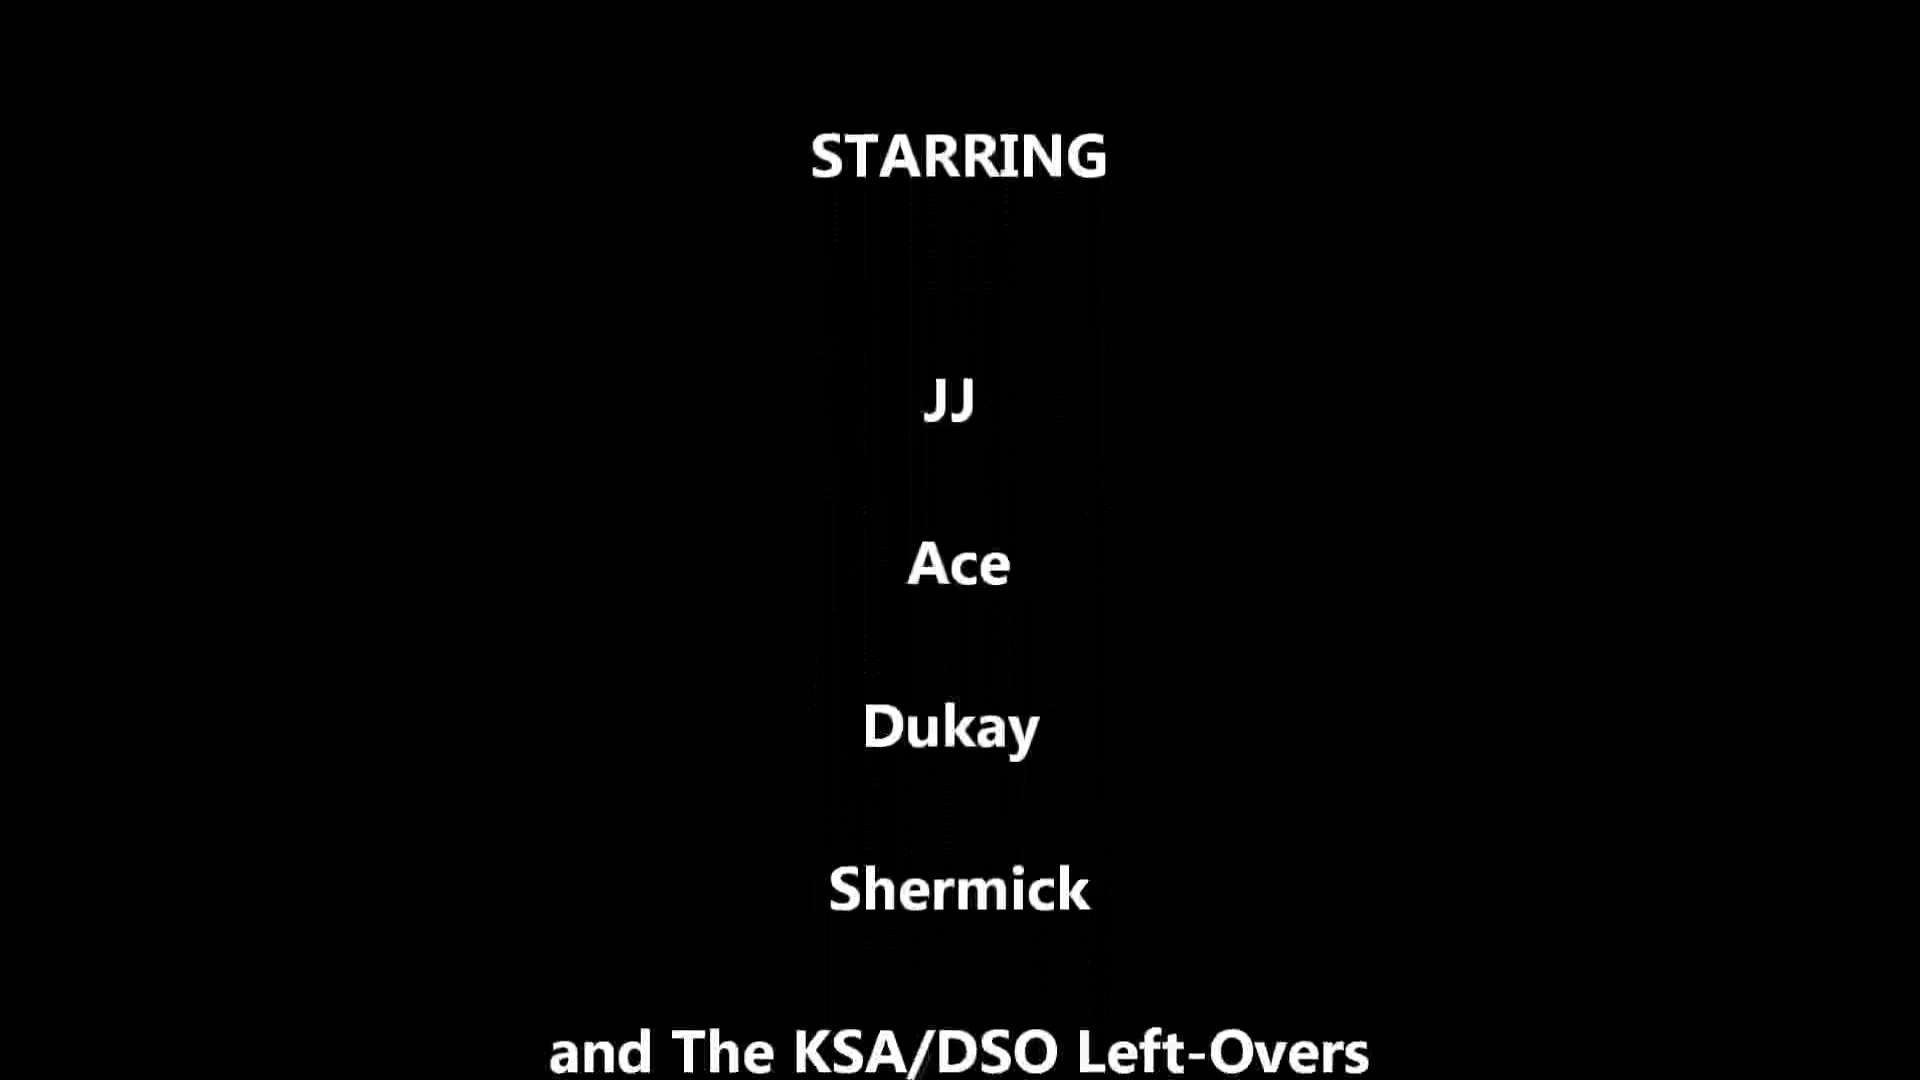 STARRING
JJ
Ace
Dukay
Shermick
and The KSA/DSO Left-Overs